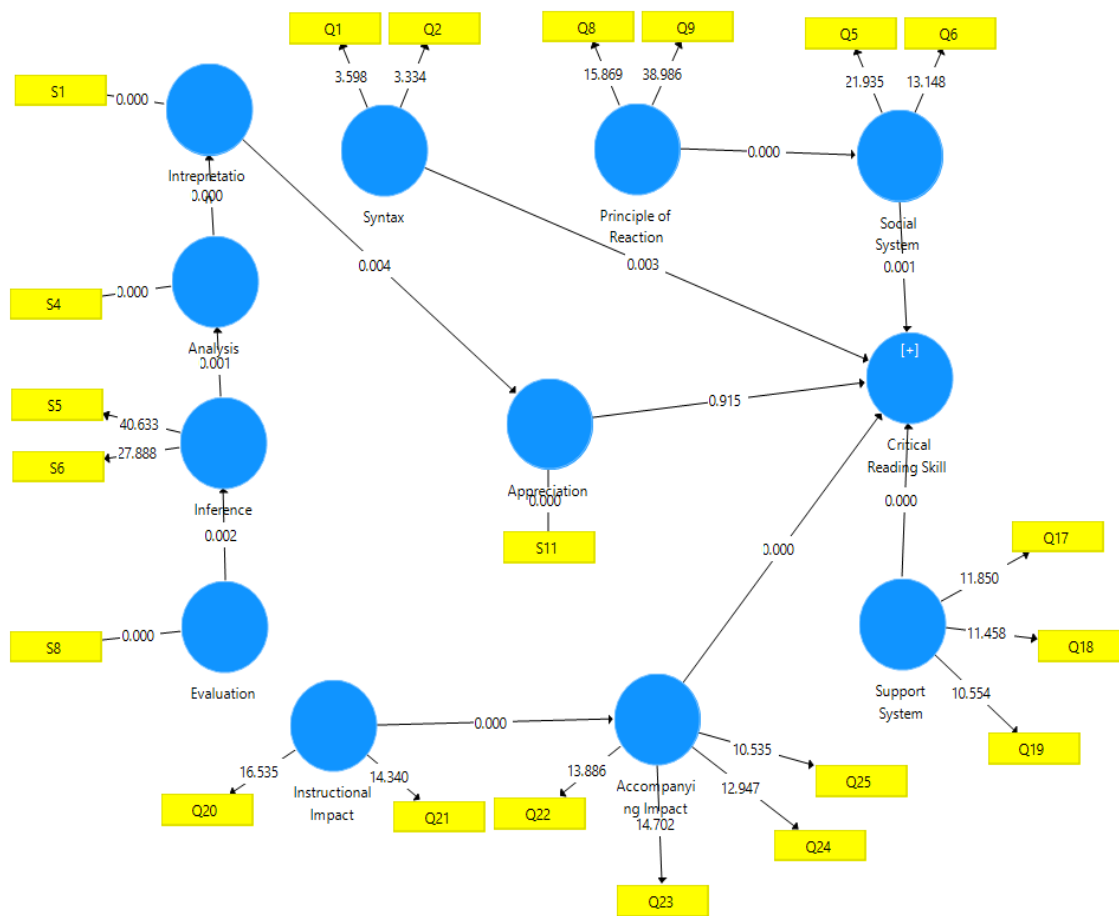 Q1
Q2
Q8
Q9
Q5
Q6
3.598
3.334
15.869
38.986
21.935
13.148
S1
0.000
Intrepretatio
n
0.000
Syntax
Principle of
Reaction
0.000
Social
System
0.001
0.004
0.003
S4
0.000
Analysis
0.001
[+]
Critical
Reading Skill
0.915
S5
40.633
S6
27.888
Inference
0.002
Appreciation
0.000
S11
0.000
0.000
S8
0.000
Evaluation
Q17
11.850
11.458
Q18
10.554
Q19
Support
System
Instructional
Impact
0.000
16.535
14.340
Q20
Q21
Accompanyi
ng Impact
13.886
14.702
12.947
10.535
Q22
Q23
Q24
Q25